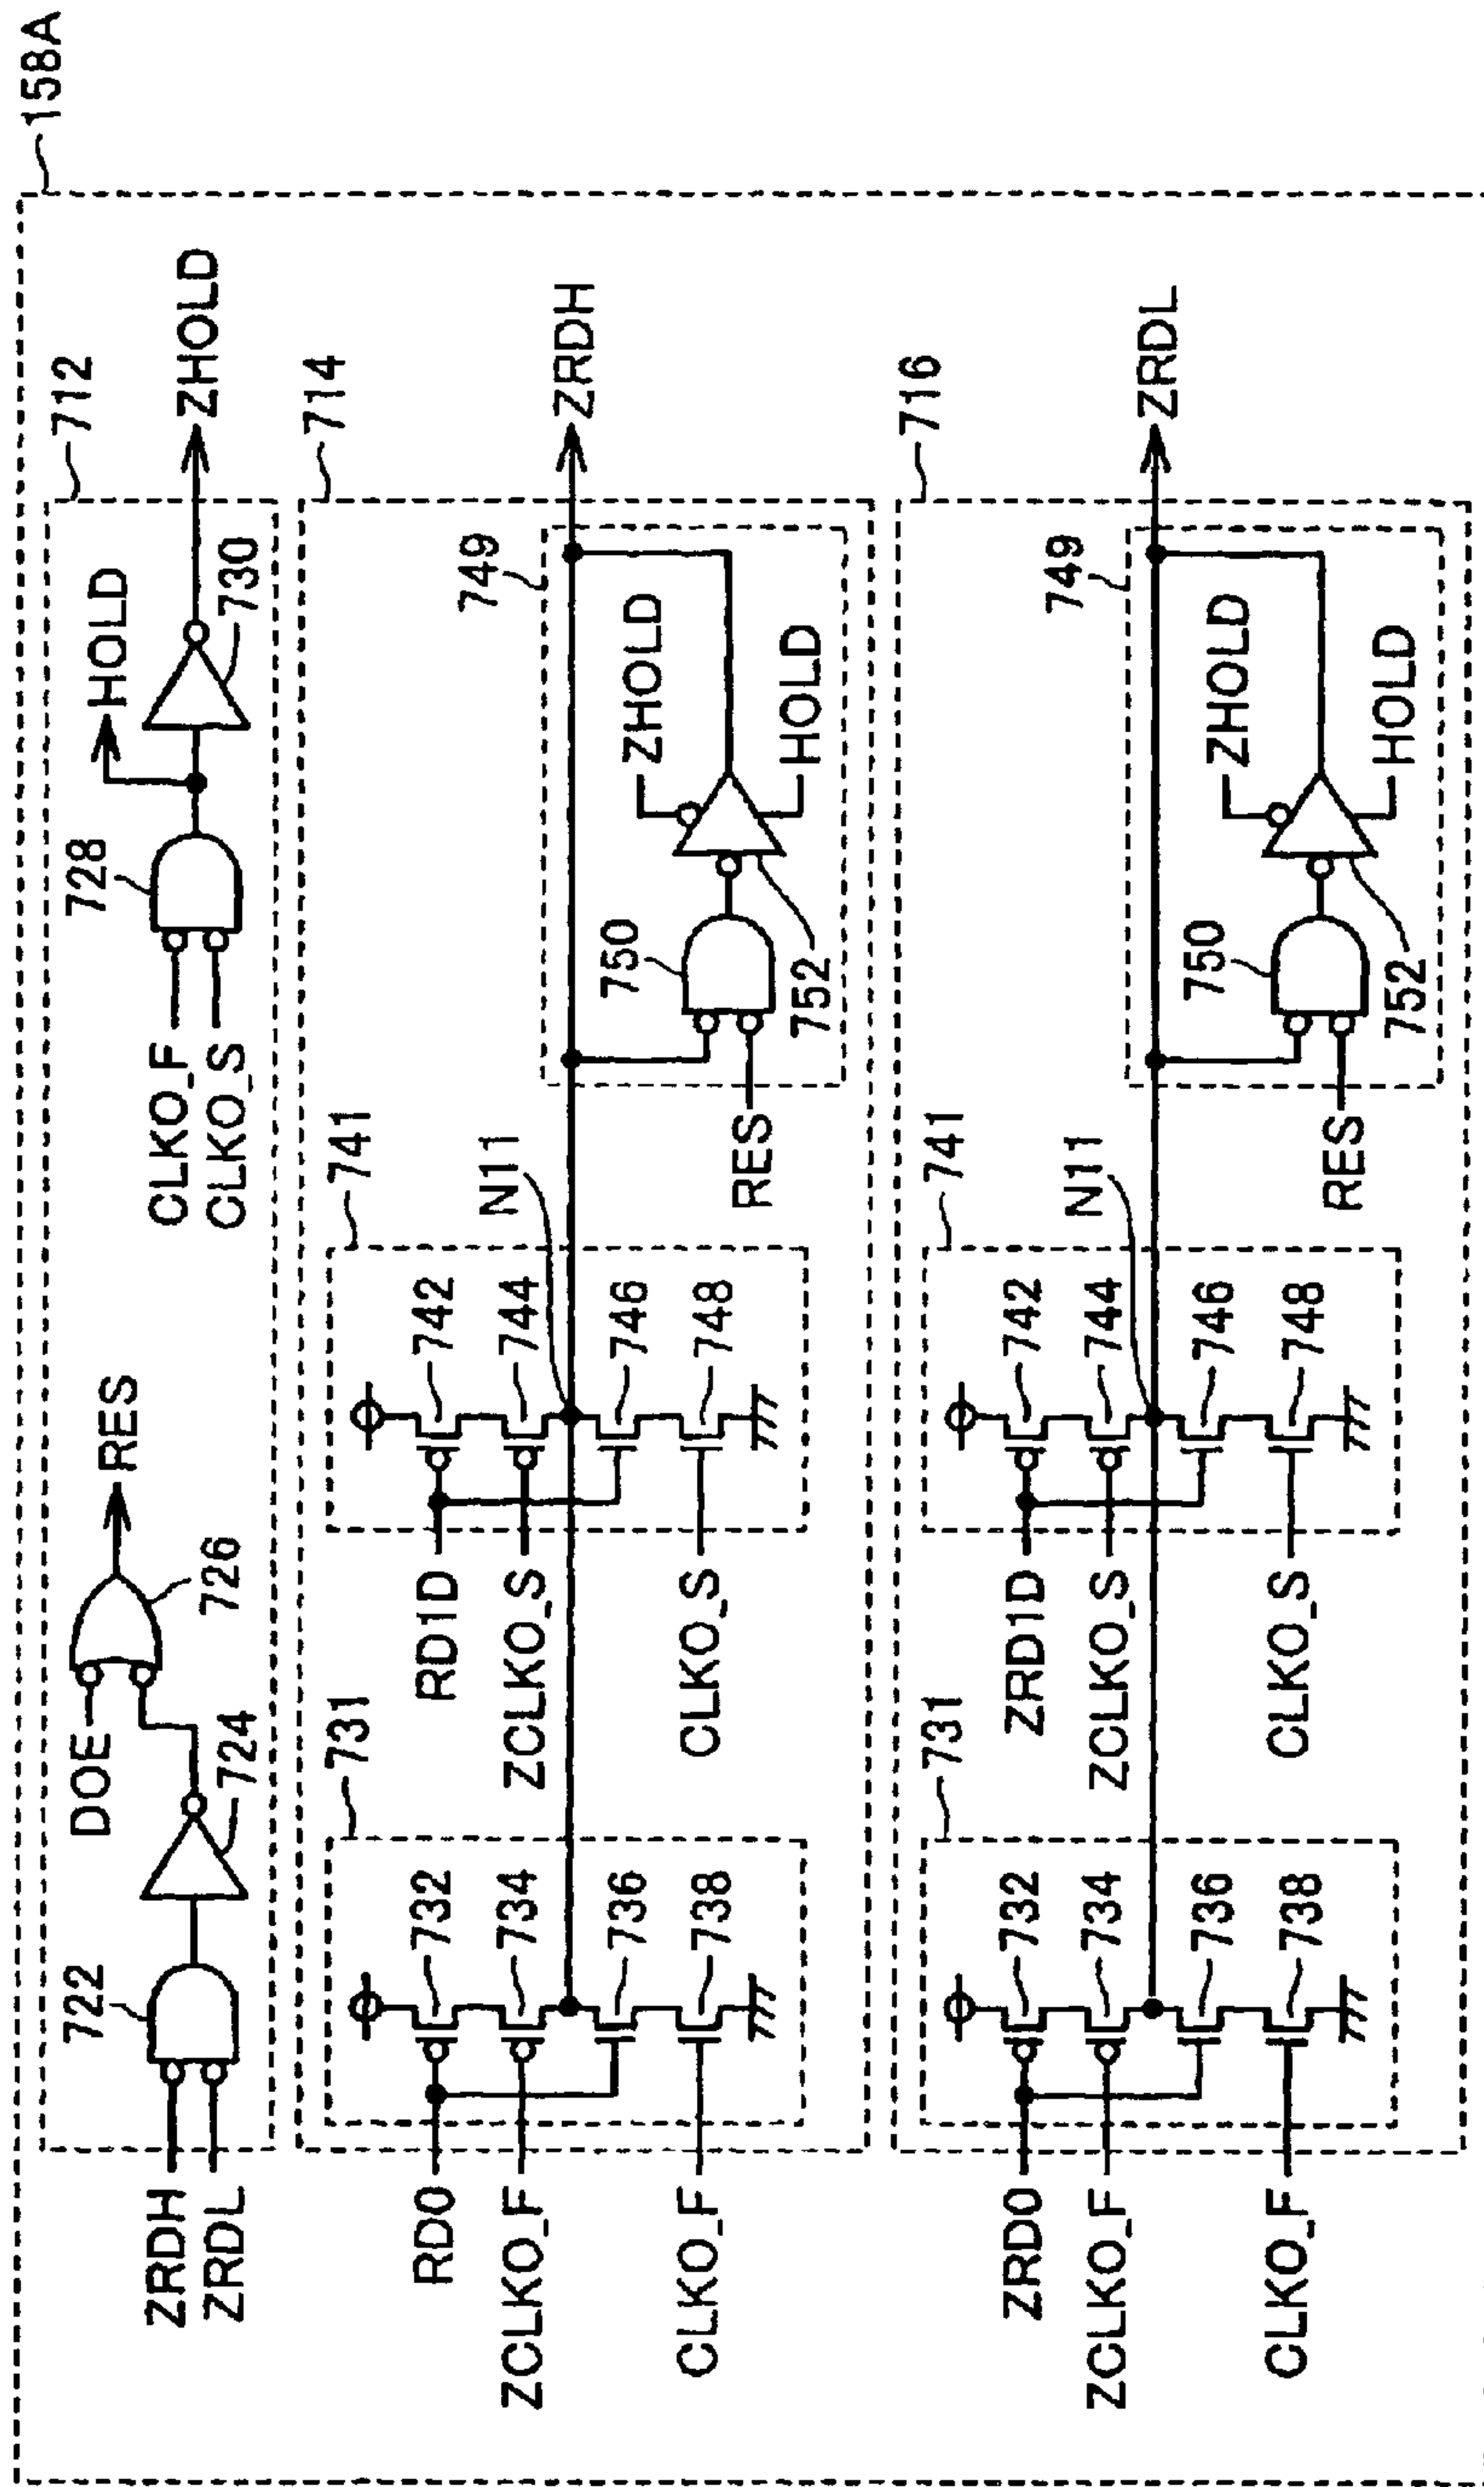 158A
712
722
ZRDH
ZRDL
724
DOE
726
RES
CLKO_F
CLKO_S
728
HOLD
730
ZHOLD
714
731
732
734
736
738
RD0
ZCLKO_F
CLKO_F
741
742
744
746
748
RD1D
ZCLKO_S
CLKO_S
N11
749
750
752
RES
ZHOLD
HOLD
ZRDH
716
731
732
734
736
738
ZRD0
ZCLKO_F
CLKO_F
741
742
744
746
748
ZRD1D
ZCLKO_S
CLKO_S
N11
749
750
752
RES
ZHOLD
HOLD
ZRDL